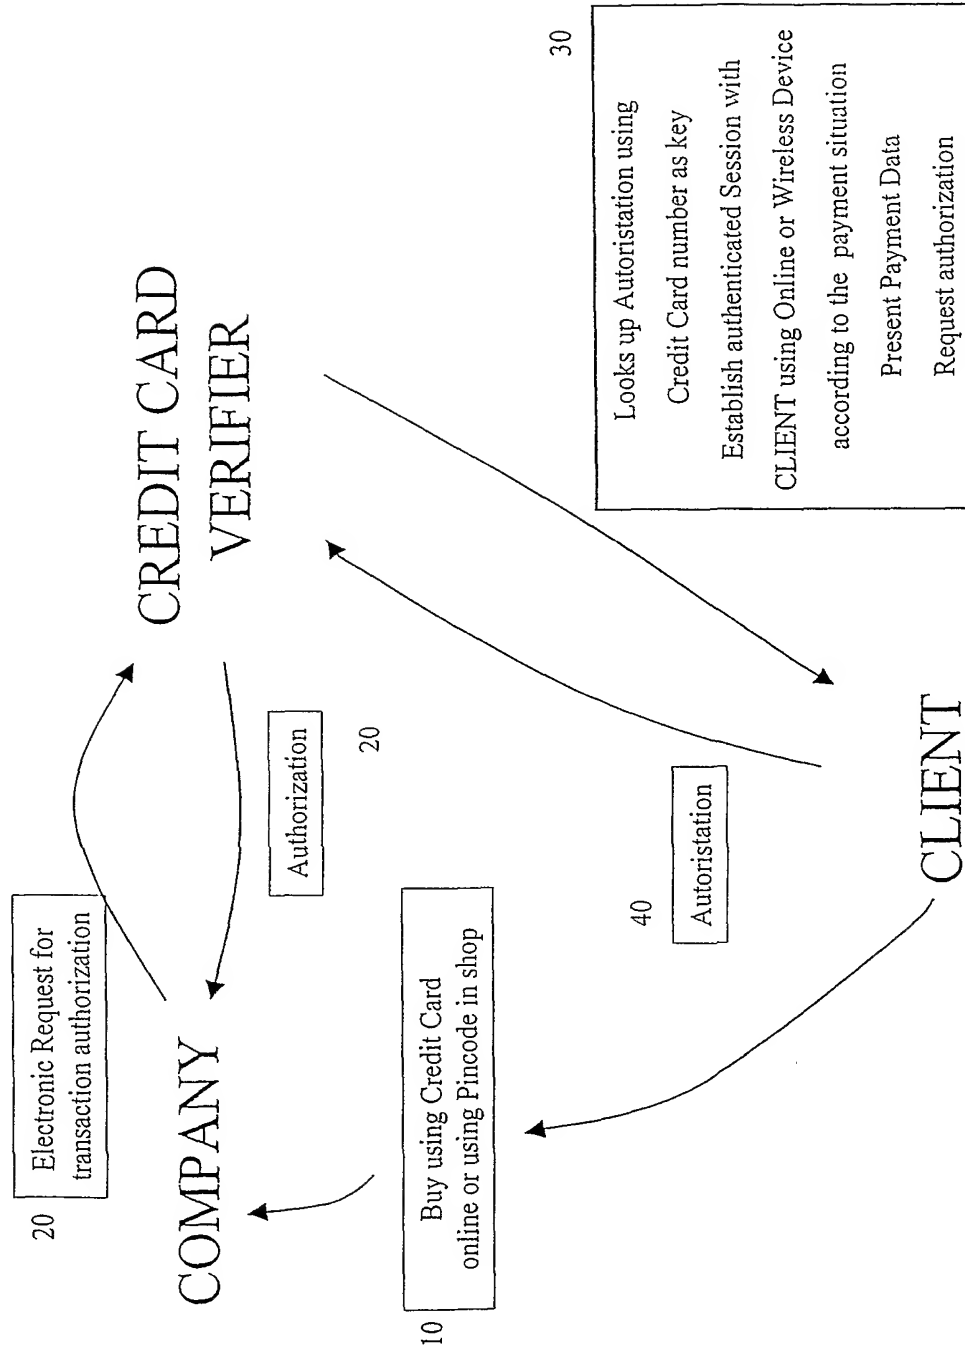 20
Electronic Request for
transaction authorization
COMPANY
CREDIT CARD
VERIFIER
Authorization
20
10
Buy using Credit Card
online or using Pincode in shop
40
Autoristation
CLIENT
30
Looks up Autoristation using
Credit Card number as key
Establish authenticated Session with
CLIENT using Online or Wireless Device
according to the payment situation
Present Payment Data
Request authorization